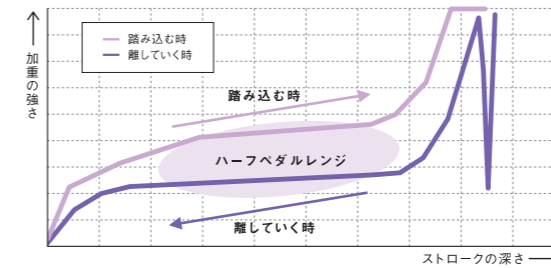 踏み込む時
離していく時
加重の強さ
踏み込む時
ハーフペダルレンジ
離していく時
ストロークの深さ